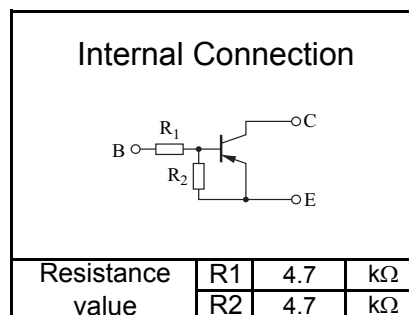 Internal Connection
C
R1
B
R2
E
Resistance value R1 4.7 kΩ
R2 4.7 kΩ